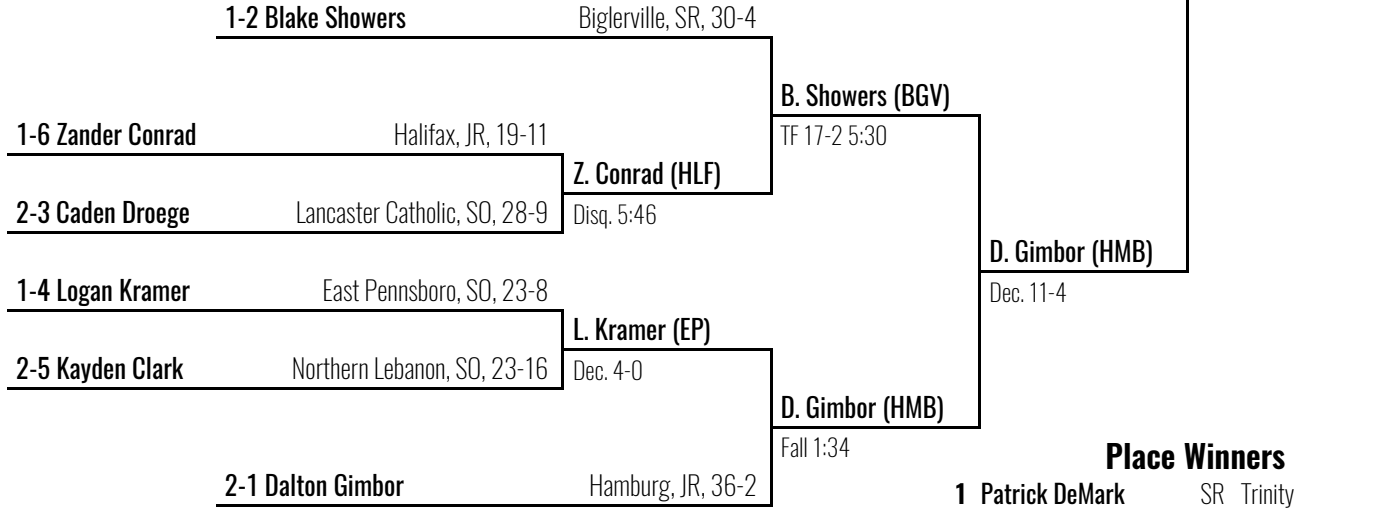 1-2 Blake Showers Biglerville, SR, 30-4
B. Showers (BGV)
1-6 Zander Conrad Halifax, JR, 19-11
TF 17-2 5:30
Z. Conrad (HLF)
2-3 Caden Droege Lancaster Catholic, SO, 28-9
Disq. 5:46
D. Gimbor (HMB)
1-4 Logan Kramer East Pennsboro, SO, 23-8
Dec. 11-4
L. Kramer (EP)
2-5 Kayden Clark Northern Lebanon, SO, 23-16
Dec. 4-0
D. Gimbor (HMB)
Fall 1:34
Place Winners
2-1 Dalton Gimbor Hamburg, JR, 36-2
1 Patrick DeMark SR Trinity